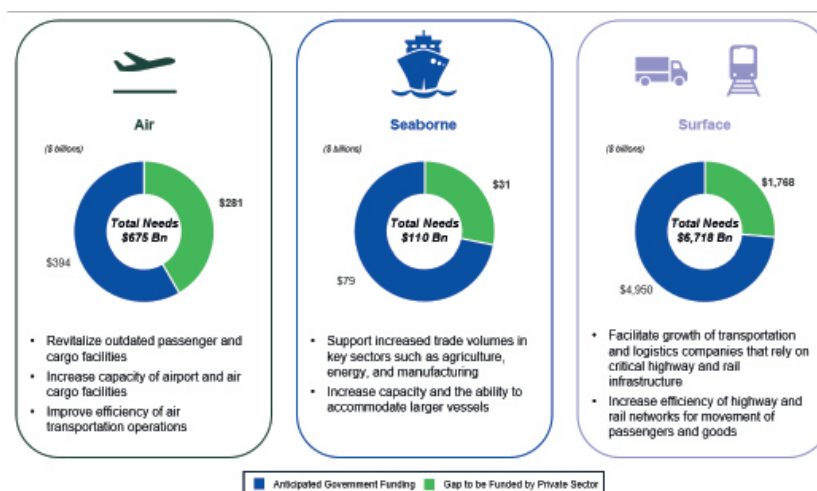 Air
($ billions)
$281
Total Needs
$675 Bn
$394
• Revitalize outdated passenger and
cargo facilities
• Increase capacity of airport and air
cargo facilities
• Improve efficiency of air
transportation operations
Seaborne
($ billions)
$31
Total Needs
$110 Bn
$79
• Support increased trade volumes in
key sectors such as agriculture,
energy, and manufacturing
• Increase capacity and the ability to
accommodate larger vessels
Surface
($ billions)
$1,768
Total Needs
$6,718 Bn
$4,950
• Facilitate growth of transportation
and logistics companies that rely on
critical highway and rail
infrastructure
• Increase efficiency of highway and
rail networks for movement of
passengers and goods
Anticipated Government Funding
Gap to be Funded by Private Sector